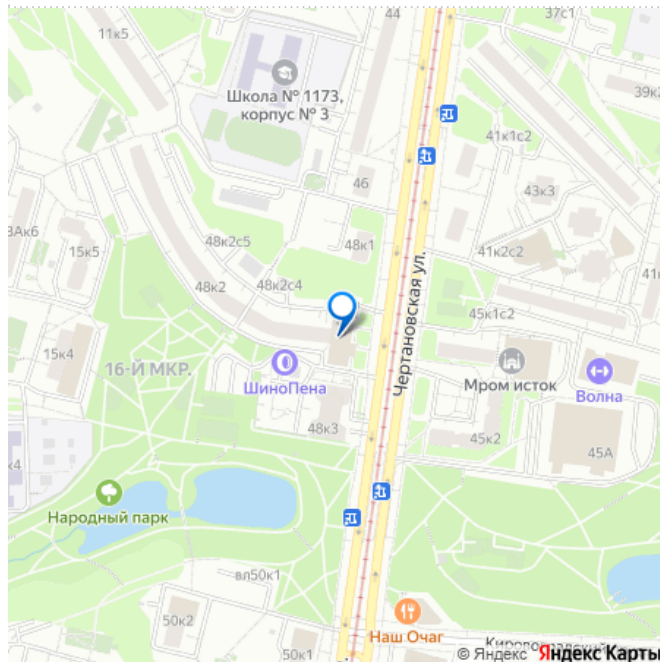 44
37с1
11к5
39к2
Школа № 1173,
корпус № 3
41к1с2
46
43к3
3Ак6
48к2с5
48к1
15к5
41к2с2
48к2
48к2с4
Чертановская ул.
45к1с2
15к4
16-Й МКР.
ШиноПена
Мром исток
Волна
48к3
45к2
45А
к4
Народный парк
вл50к1
50к2
Наш Очаг
50к1
© Яндекс Яндекс Карты